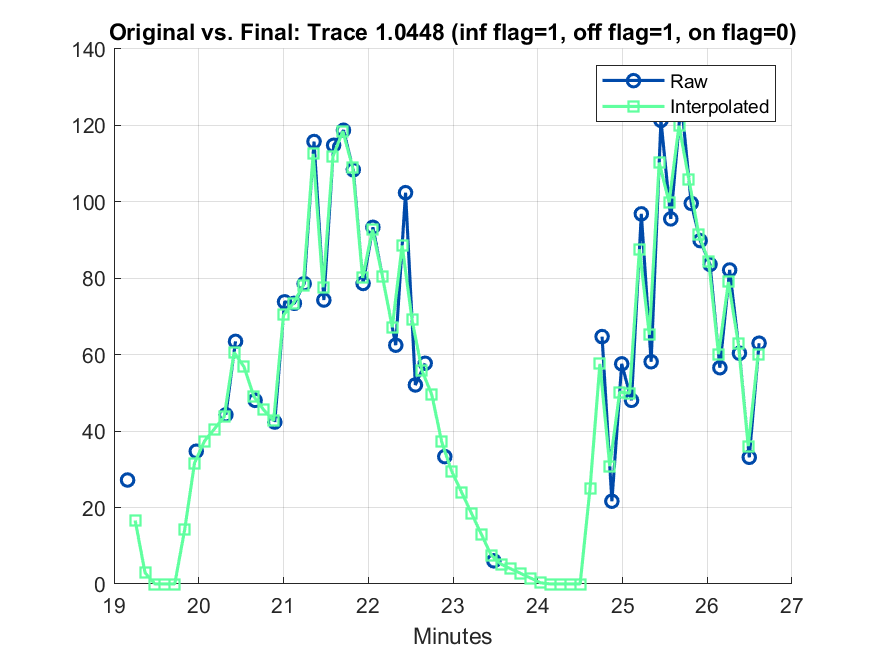 Original vs. Final: Trace 1.0448 (inf flag=1, off flag=1, on flag=0)
140
120
100
80
60
40
20
0
Raw
Interpolated
19 20 21 22 23 24 25 26 27
Minutes